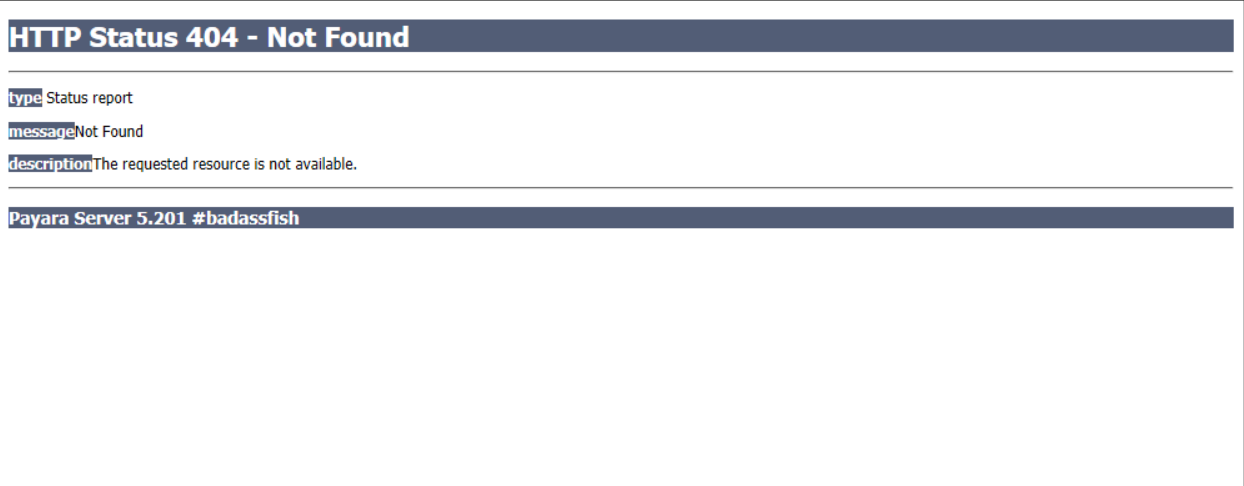 HTTP Status 404 - Not Found
type Status report
messageNot Found
descriptionThe requested resource is not available.
Payara Server 5.201 #badassfish